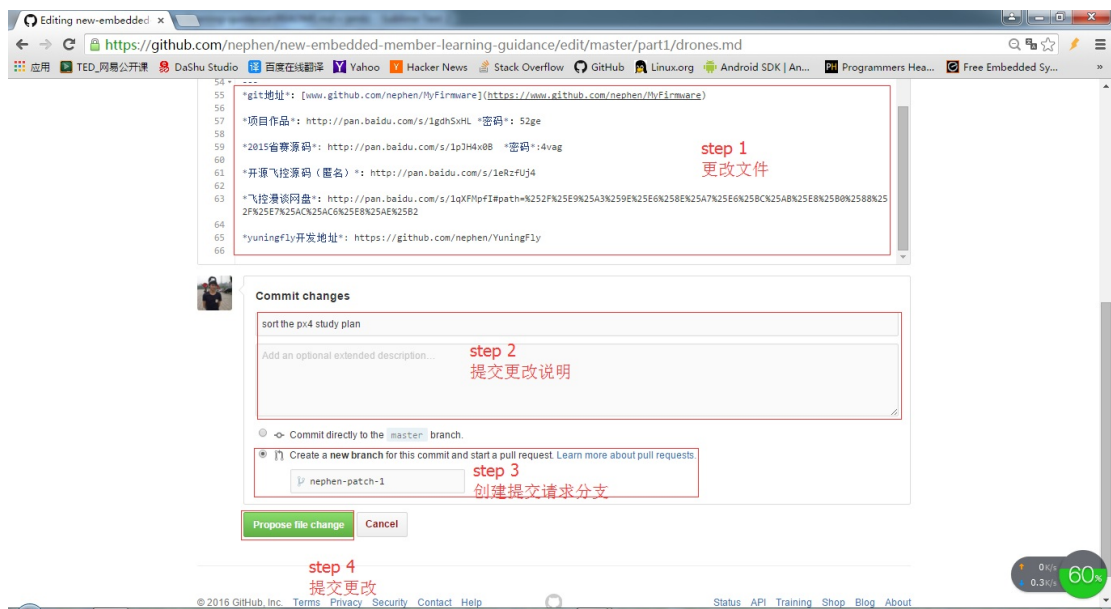 Editing new-embedded
https://github.com/nephen/new-embedded-member-learning-guidance/edit/master/part1/drones.md
应用 TED_网易公开课 DaShu Studio 百度在线翻译 Yahoo Hacker News Stack Overflow GitHub Linux.org Android SDK | An... Programmers Hea... Free Embedded Sy... »
54 ---
55 *git地址*: [www.github.com/nephen/MyFirmware](https://www.github.com/nephen/MyFirmware)
56
57 *项目作品*: http://pan.baidu.com/s/1gdhSxHL *密码*: 52ge
58
59 *2015省赛源码*: http://pan.baidu.com/s/1pJH4x0B *密码*:4vag
step 1
60
更改文件
61 *开源飞控源码（匿名）*: http://pan.baidu.com/s/1eRzfUj4
62
63 *飞控漫谈网盘*: http://pan.baidu.com/s/1qXFMpfI#path=%252F%25E9%25A3%259E%25E6%258E%25A7%25E6%25BC%25AB%25E8%25B0%2588%25
2F%25E7%25AC%25AC6%25E8%25AE%25B2
64
65 *yuningfly开发地址*: https://github.com/nephen/YuningFly
66
Commit changes
sort the px4 study plan
Add an optional extended description...
step 2
提交更改说明
Commit directly to the master branch.
Create a new branch for this commit and start a pull request. Learn more about pull requests.
step 3
nephen-patch-1
创建提交请求分支
Propose file change Cancel
step 4
提交更改
0K/s
0.3K/s
60%
© 2016 GitHub, Inc. Terms Privacy Security Contact Help Status API Training Shop Blog About